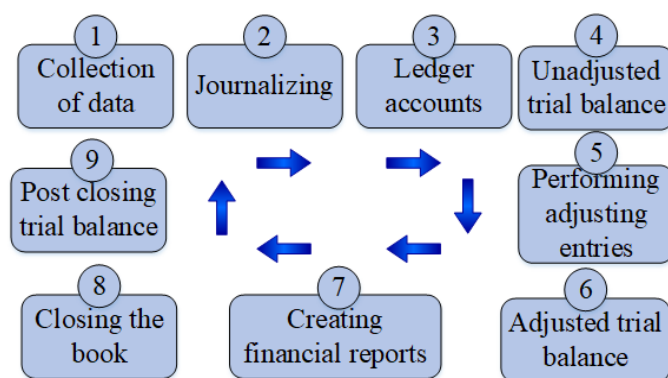 1
Collection
of data
2
Journalizing
3
Ledger
accounts
4
Unadjusted
trial balance
5
Performing
adjusting
entries
6
Adjusted trial
balance
7
Creating
financial reports
8
Closing the
book
9
Post closing
trial balance